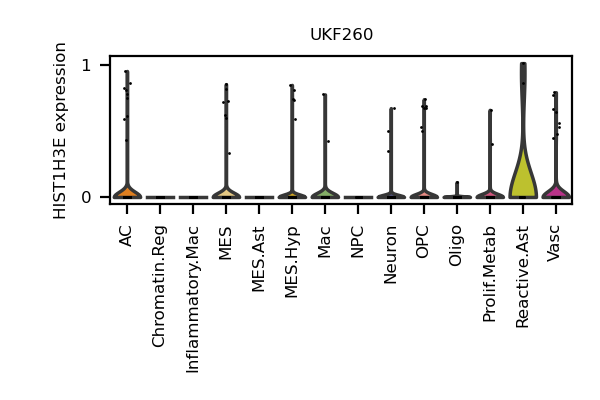 UKF260
HIST1H3E expression
1
0
AC
Chromatin.Reg
Inflammatory.Mac
MES
MES.Ast
MES.Hyp
Mac
NPC
Neuron
OPC
Oligo
Prolif.Metab
Reactive.Ast
Vasc